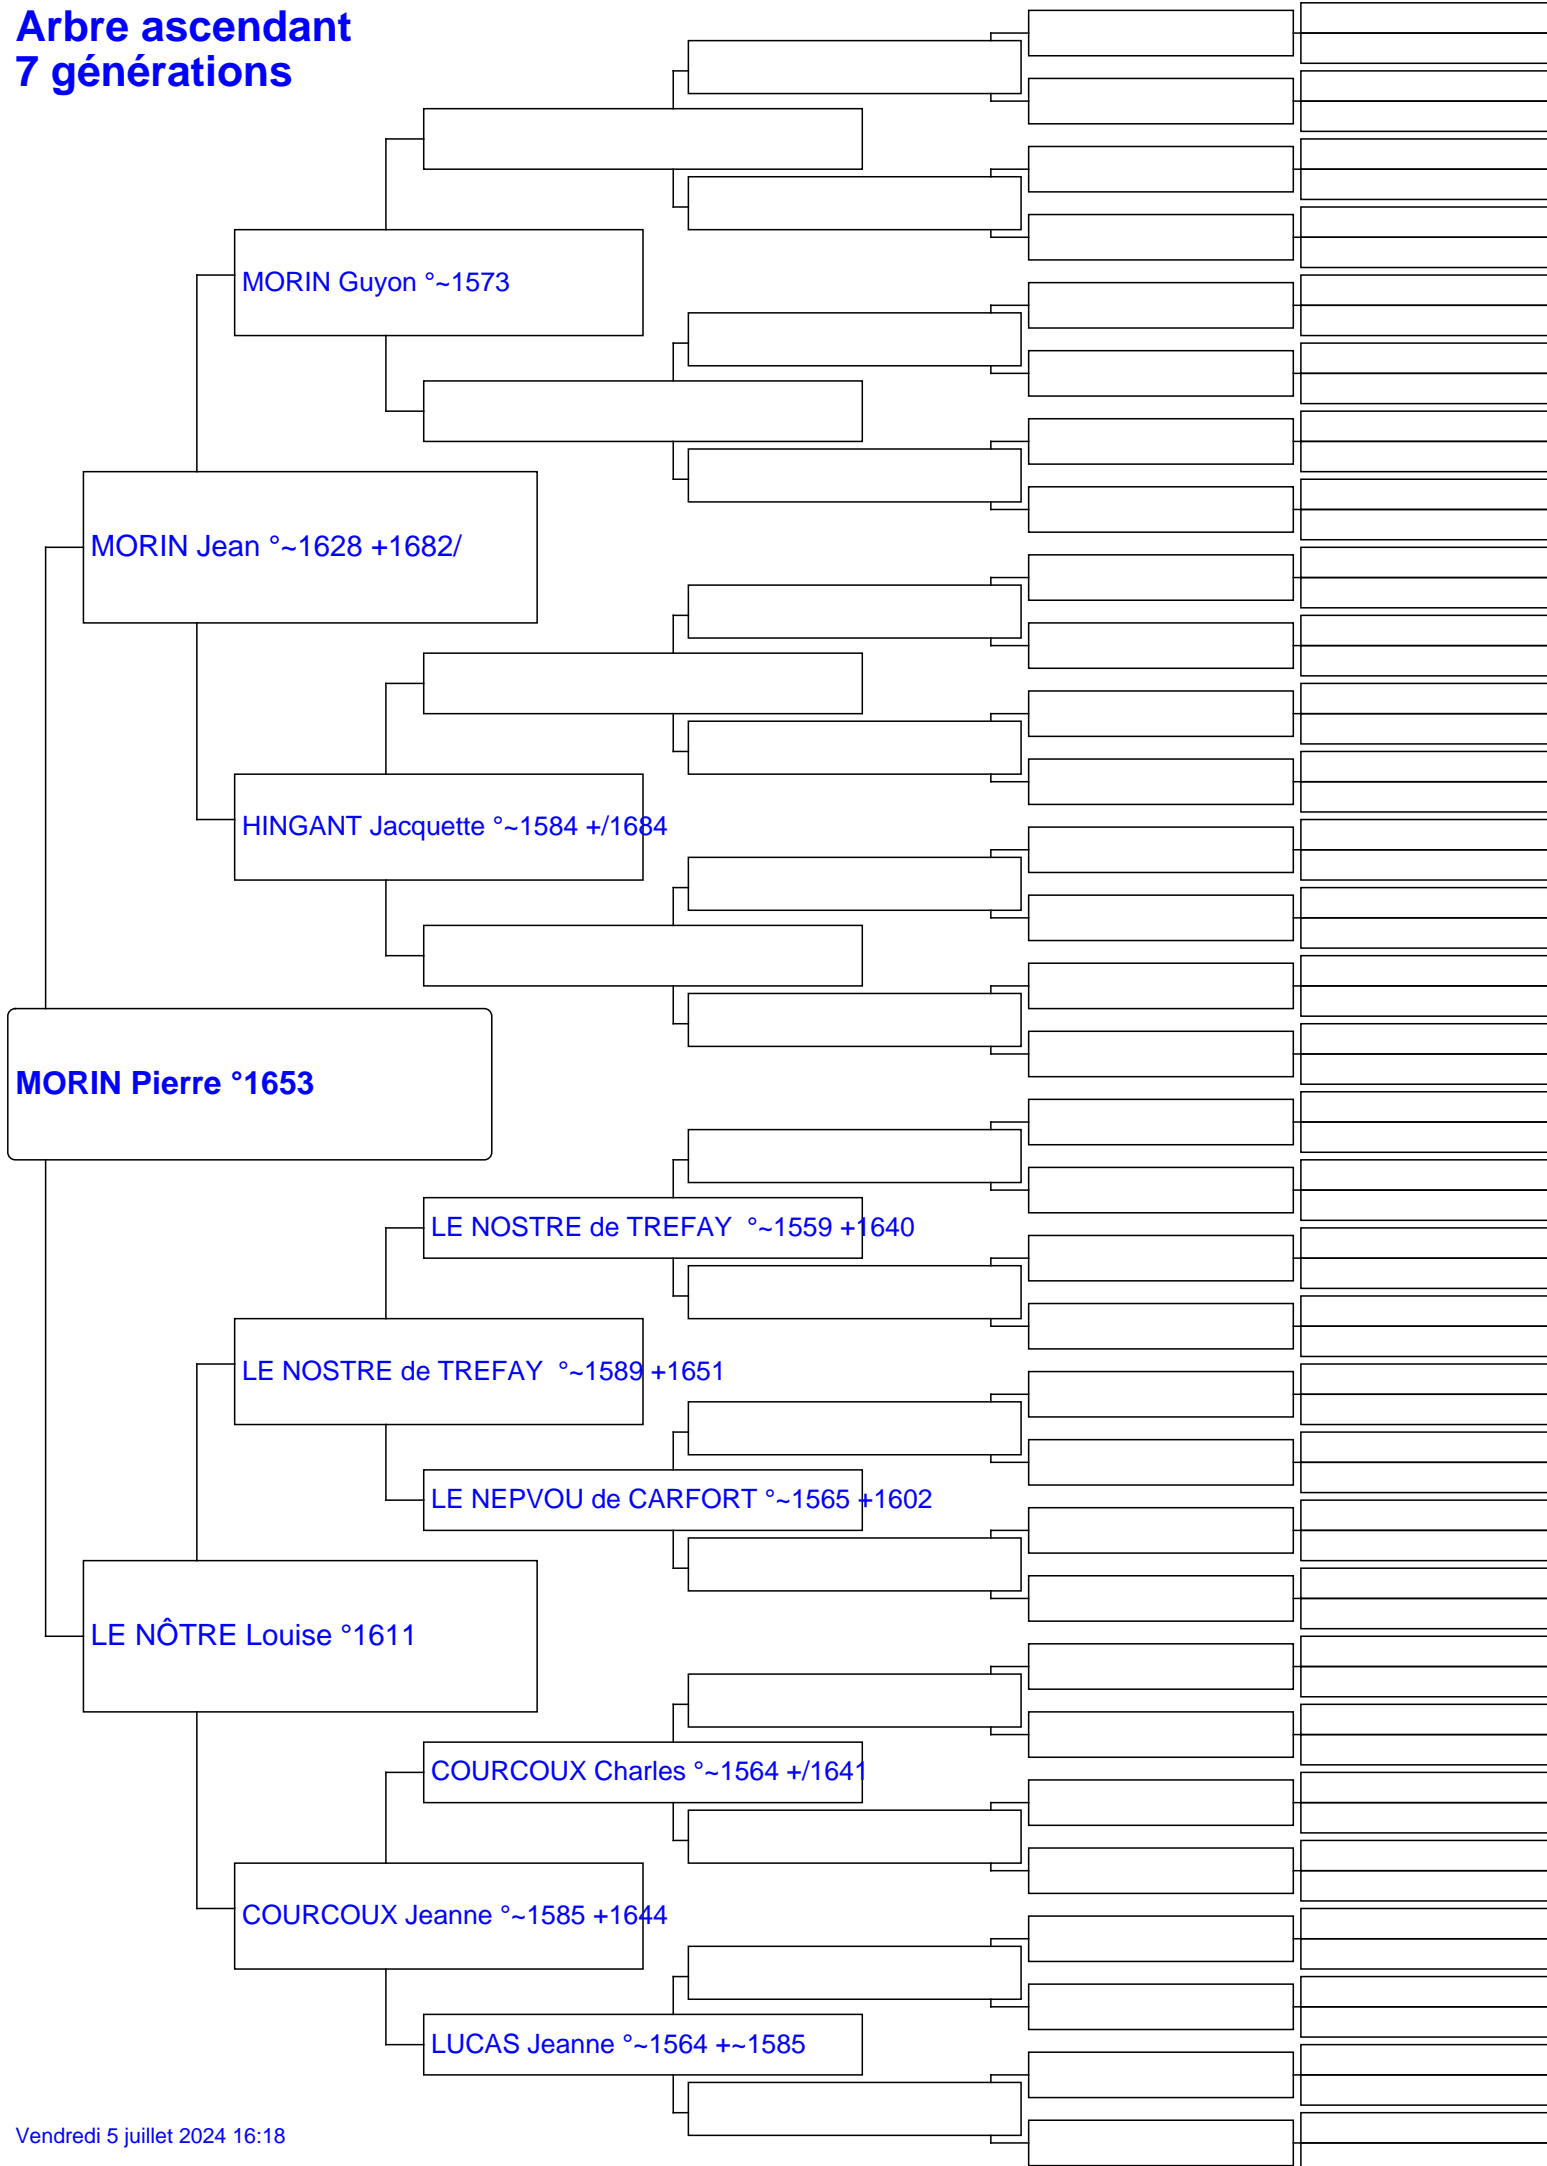 Arbre ascendant
7 générations
MORIN Guyon °~1573
MORIN Jean °~1628 +1682/
HINGANT Jacquette °~1584 +/1684
MORIN Pierre °1653
LE NOSTRE de TREFAY  °~1559 +1640
LE NOSTRE de TREFAY  °~1589 +1651
LE NEPVOU de CARFORT °~1565 +1602
LE NÔTRE Louise °1611
COURCOUX Charles °~1564 +/1641
COURCOUX Jeanne °~1585 +1644
LUCAS Jeanne °~1564 +~1585
Vendredi 5 juillet 2024 16:18